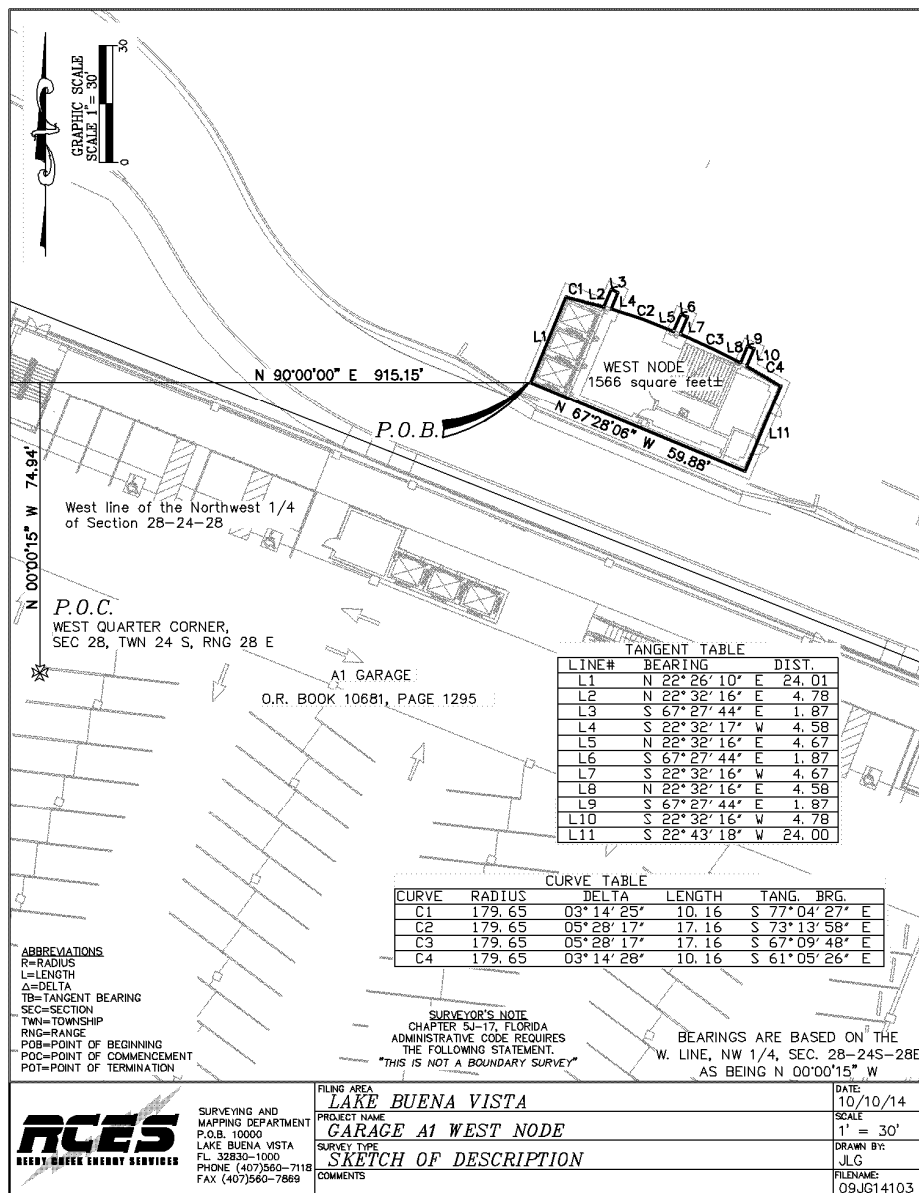 GRAPHIC SCALE
SCALE 1"= 30'
0
30
C1
L2
L3
L4
C2
L5
L6
L7
C3
L8
L9
L10
C4
L1
L11
WEST NODE
1566 square feet±
N 90°00'00" E 915.15'
N 67°28'06" W 59.88'
P.O.B.
N 00°00'15" W 74.94'
West line of the Northwest 1/4
of Section 28-24-28
P.O.C.
WEST QUARTER CORNER,
SEC 28, TWN 24 S, RNG 28 E
A1 GARAGE
O.R. BOOK 10681, PAGE 1295
TANGENT TABLE
LINE# BEARING DIST.
L1 N 22°26'10" E 24.01
L2 N 22°32'16" E 4.78
L3 S 67°27'44" E 1.87
L4 S 22°32'17" W 4.58
L5 N 22°32'16" E 4.67
L6 S 67°27'44" E 1.87
L7 S 22°32'16" W 4.67
L8 N 22°32'16" E 4.58
L9 S 67°27'44" E 1.87
L10 S 22°32'16" W 4.78
L11 S 22°43'18" W 24.00
CURVE TABLE
CURVE RADIUS DELTA LENGTH TANG. BRG.
C1 179.65 03°14'25" 10.16 S 77°04'27" E
C2 179.65 05°28'17" 17.16 S 73°13'58" E
C3 179.65 05°28'17" 17.16 S 67°09'48" E
C4 179.65 03°14'28" 10.16 S 61°05'26" E
ABBREVIATIONS
R=RADIUS
L=LENGTH
Δ=DELTA
TB=TANGENT BEARING
SEC=SECTION
TWN=TOWNSHIP
RNG=RANGE
POB=POINT OF BEGINNING
POC=POINT OF COMMENCEMENT
POT=POINT OF TERMINATION
SURVEYOR'S NOTE
CHAPTER 5J-17, FLORIDA
ADMINISTRATIVE CODE REQUIRES
THE FOLLOWING STATEMENT.
"THIS IS NOT A BOUNDARY SURVEY"
BEARINGS ARE BASED ON THE
W. LINE, NW 1/4, SEC. 28-24S-28E
AS BEING N 00°00'15" W
RCES
REEDY CREEK ENERGY SERVICES
SURVEYING AND
MAPPING DEPARTMENT
P.O.B. 10000
LAKE BUENA VISTA
FL. 32830-1000
PHONE (407)560-7118
FAX (407)560-7869
FILING AREA
LAKE BUENA VISTA
PROJECT NAME
GARAGE A1 WEST NODE
SURVEY TYPE
SKETCH OF DESCRIPTION
COMMENTS
DATE:
10/10/14
SCALE
1' = 30'
DRAWN BY:
JLG
FILENAME:
09JG14103